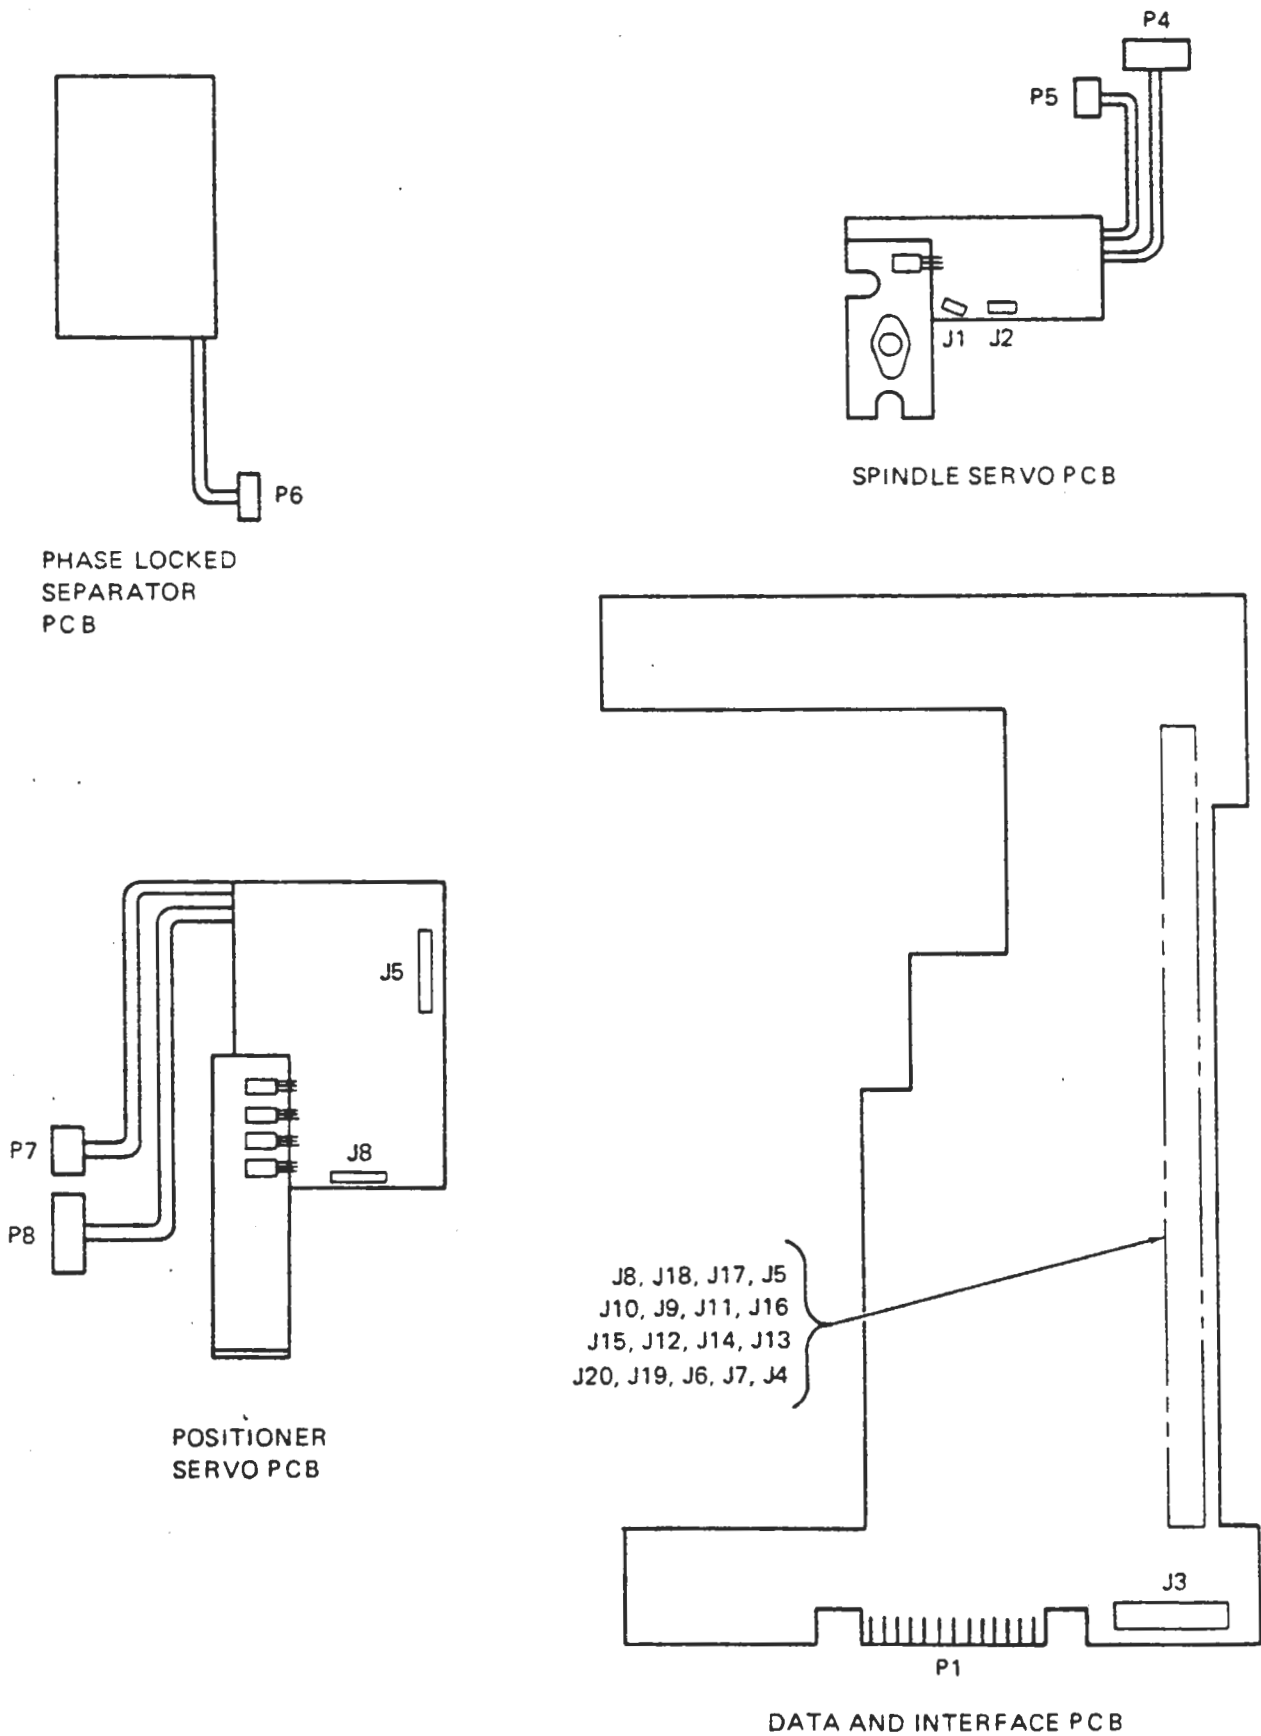 P4
P5
J1 J2
SPINDLE SERVO PCB
P6
PHASE LOCKED
SEPARATOR
PCB
J5
J8
P7
P8
POSITIONER
SERVO PCB
J8, J18, J17, J5
J10, J9, J11, J16
J15, J12, J14, J13
J20, J19, J6, J7, J4
J3
P1
DATA AND INTERFACE PCB